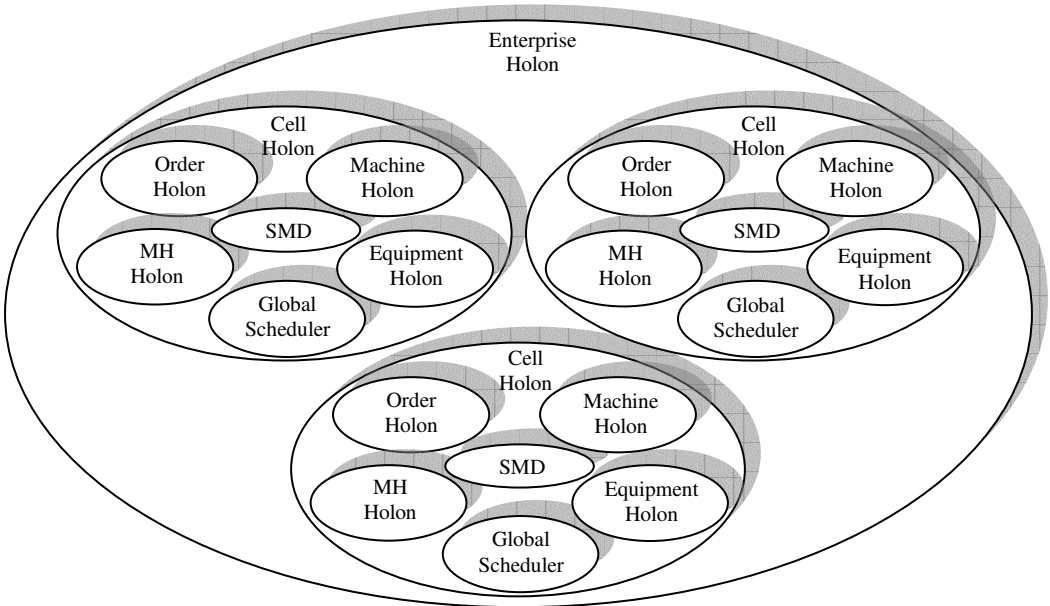 Enterprise
Holon
Cell
Holon
Order
Holon
Machine
Holon
SMD
MH
Holon
Equipment
Holon
Global
Scheduler
Cell
Holon
Order
Holon
Machine
Holon
SMD
MH
Holon
Equipment
Holon
Global
Scheduler
Cell
Holon
Order
Holon
Machine
Holon
SMD
MH
Holon
Equipment
Holon
Global
Scheduler